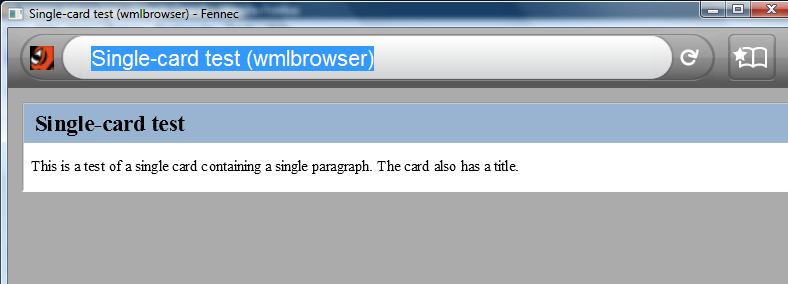 Single-card test (wmlbrowser) - Fennec
Single-card test (wmlbrowser)
Single-card test
This is a test of a single card containing a single paragraph. The card also has a title.